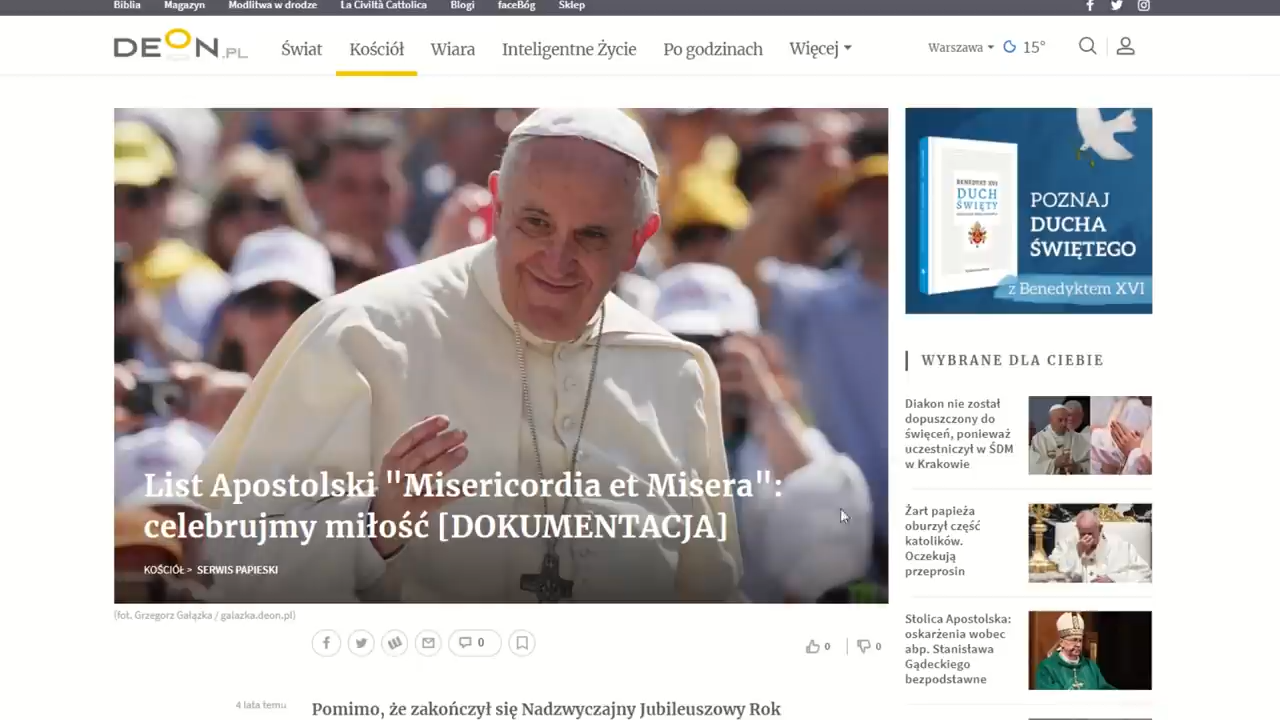 Biblia Magazyn Modlitwa w drodze La Civiltà Cattolica Blogi faceBóg Sklep
DEON.PL Świat Kościół Wiara Inteligentne Życie Po godzinach Więcej Warszawa 15°
BENEDYKT XVI
DUCH
ŚWIĘTY
POZNAJ
DUCHA
ŚWIĘTEGO
z Benedyktem XVI
List Apostolski "Misericordia et Misera":
celebrujmy miłość [DOKUMENTACJA]
KOŚCIÓŁ > SERWIS PAPIESKI
(fot. Grzegorz Gałązka / galazka.deon.pl)
0
0 0
4 lata temu
Pomimo, że zakończył się Nadzwyczajny Jubileuszowy Rok
WYBRANE DLA CIEBIE
Diakon nie został
dopuszczony do
święceń, ponieważ
uczestniczył w ŚDM
w Krakowie
Żart papieża
oburzył część
katolików.
Oczekują
przeprosin
Stolica Apostolska:
oskarżenia wobec
abp. Stanisława
Gądeckiego
bezpodstawne